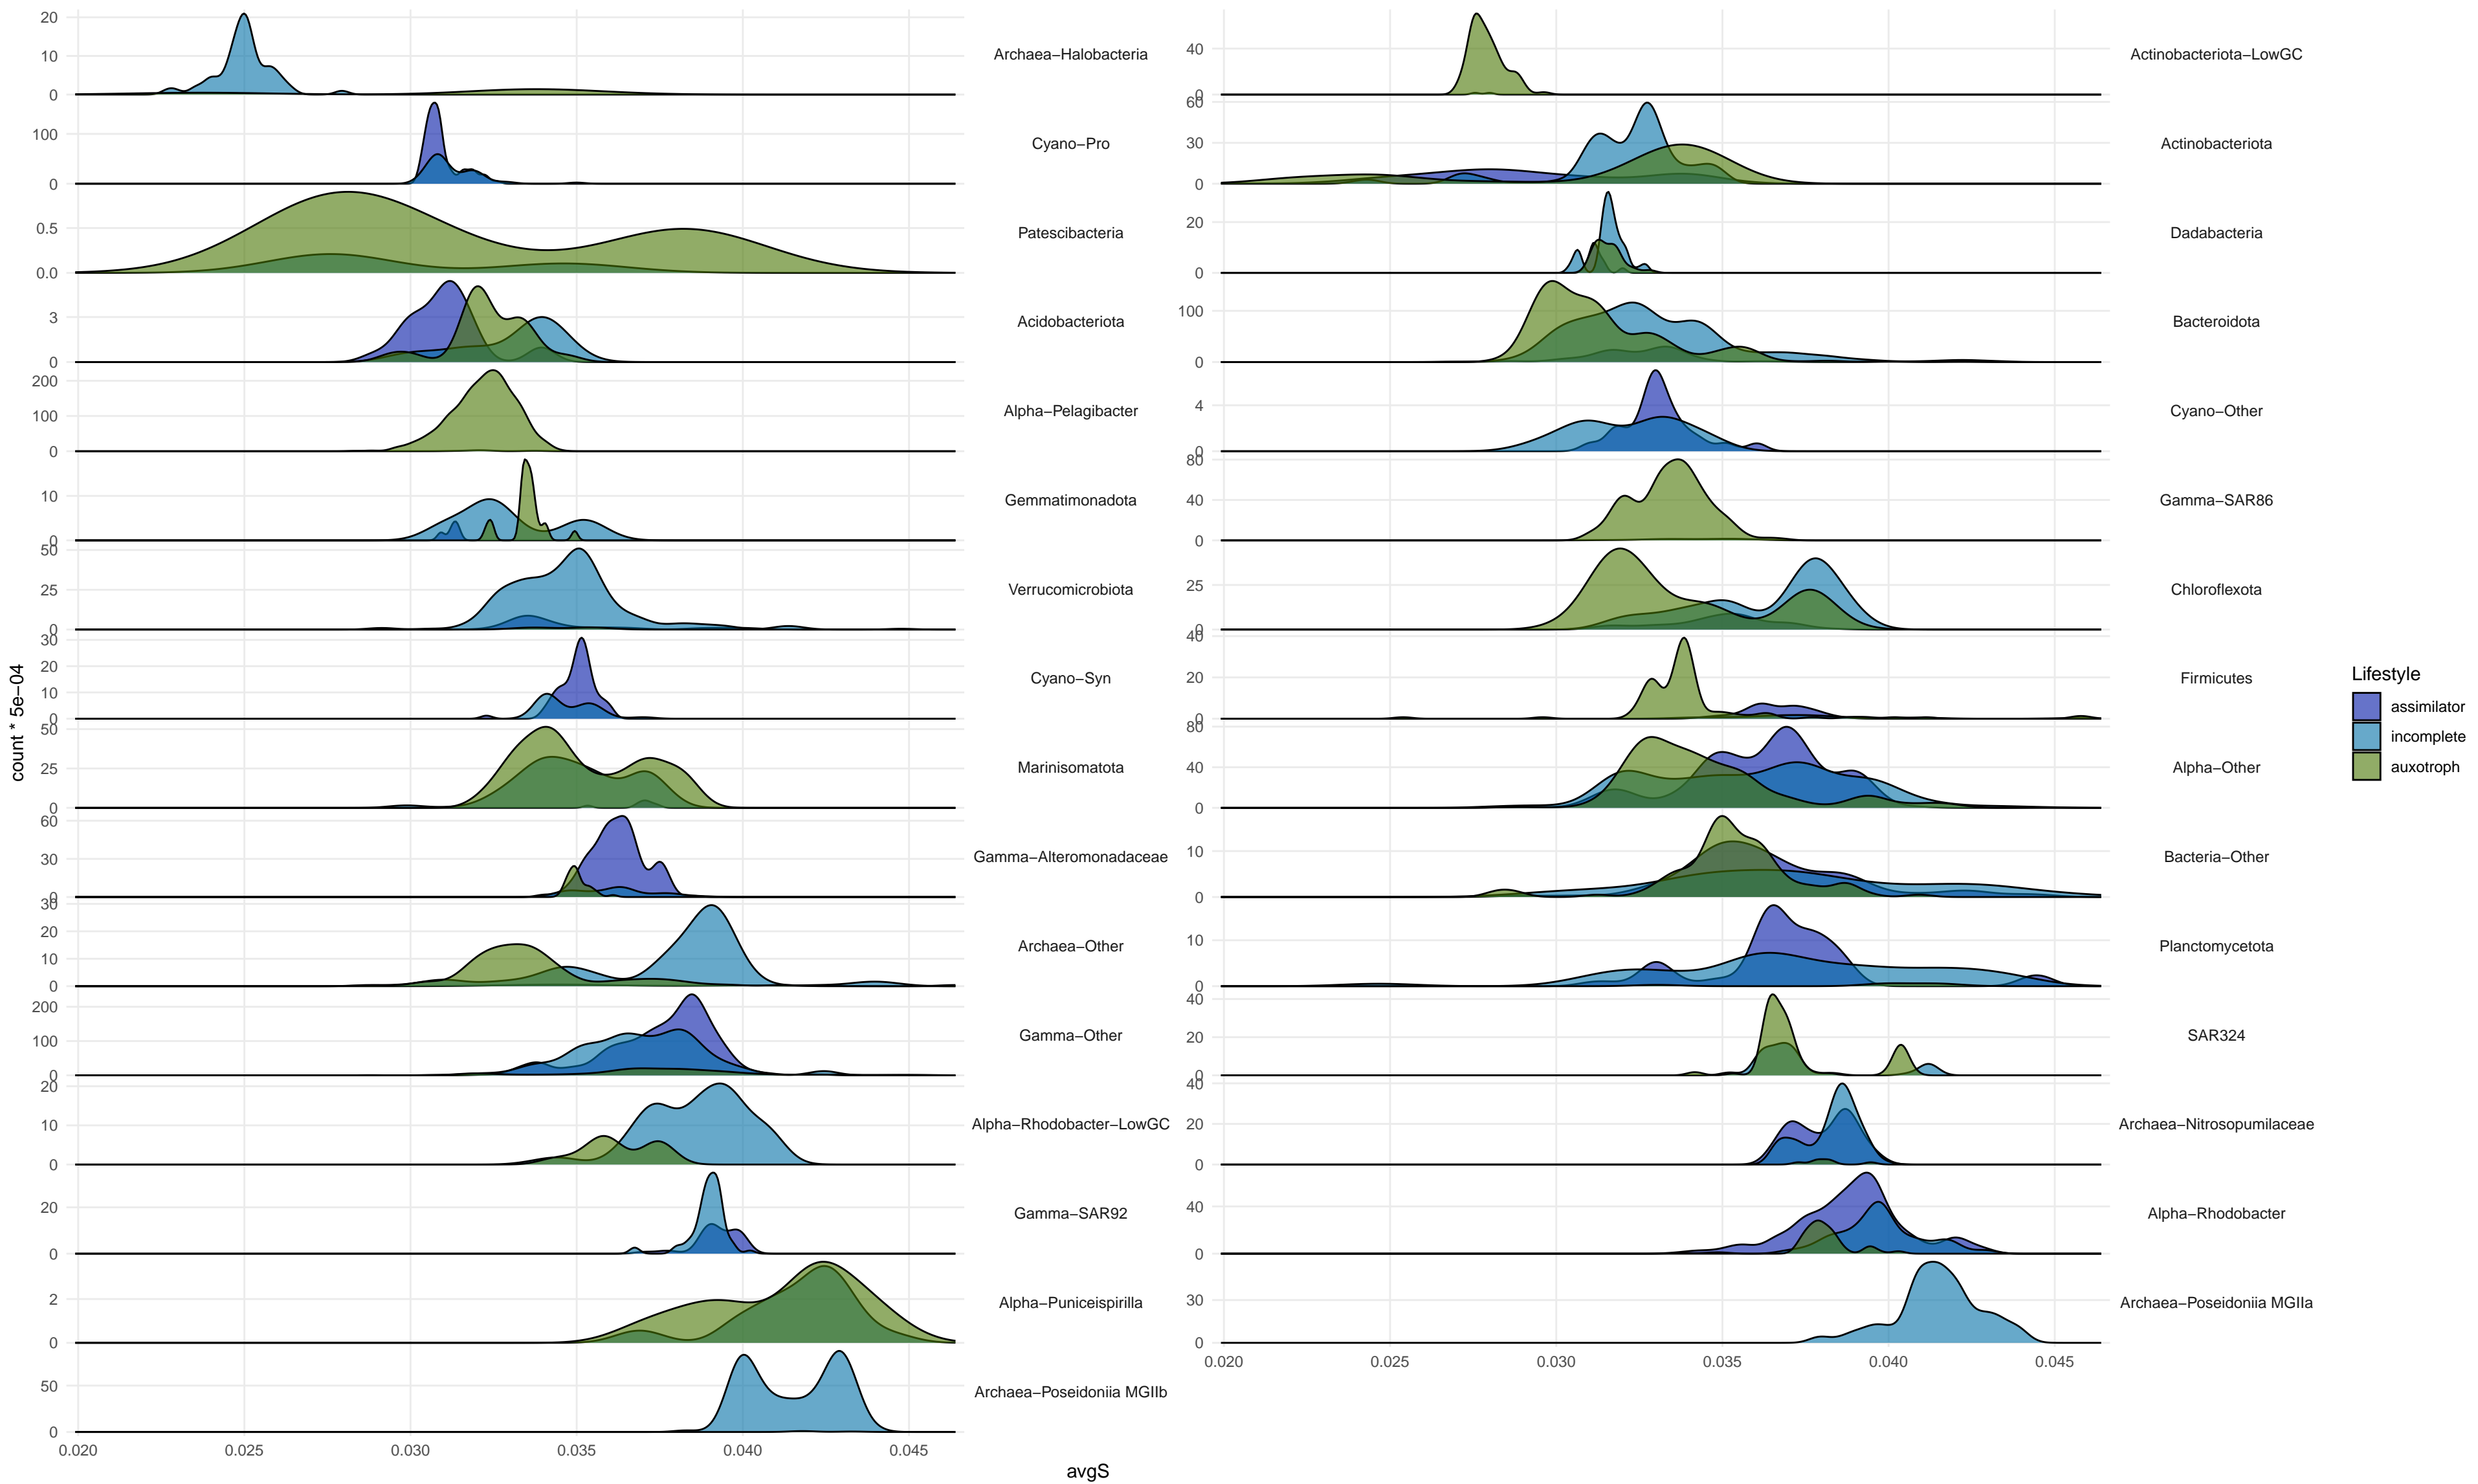 20
10
0
Archaea−Halobacteria
100
0
Cyano−Pro
0.5
0.0
Patescibacteria
3
0
Acidobacteriota
200
100
0
Alpha−Pelagibacter
10
0
Gemmatimonadota
50
25
0
Verrucomicrobiota
30
20
10
0
Cyano−Syn
50
25
0
Marinisomatota
60
30
0
Gamma−Alteromonadaceae
30
20
10
0
Archaea−Other
200
100
0
Gamma−Other
20
10
0
Alpha−Rhodobacter−LowGC
20
0
Gamma−SAR92
2
0
Alpha−Puniceispirilla
50
0
Archaea−Poseidoniia MGIIb
0.020 0.025 0.030 0.035 0.040 0.045
40
0
Actinobacteriota−LowGC
60
30
0
Actinobacteriota
20
0
Dadabacteria
100
0
Bacteroidota
4
0
Cyano−Other
80
40
0
Gamma−SAR86
25
0
Chloroflexota
40
20
0
Firmicutes
80
40
0
Alpha−Other
10
0
Bacteria−Other
10
0
Planctomycetota
40
20
0
SAR324
40
20
0
Archaea−Nitrosopumilaceae
40
0
Alpha−Rhodobacter
30
0
Archaea−Poseidoniia MGIIa
0.020 0.025 0.030 0.035 0.040 0.045
count * 5e−04
avgS
Lifestyle
assimilator
incomplete
auxotroph